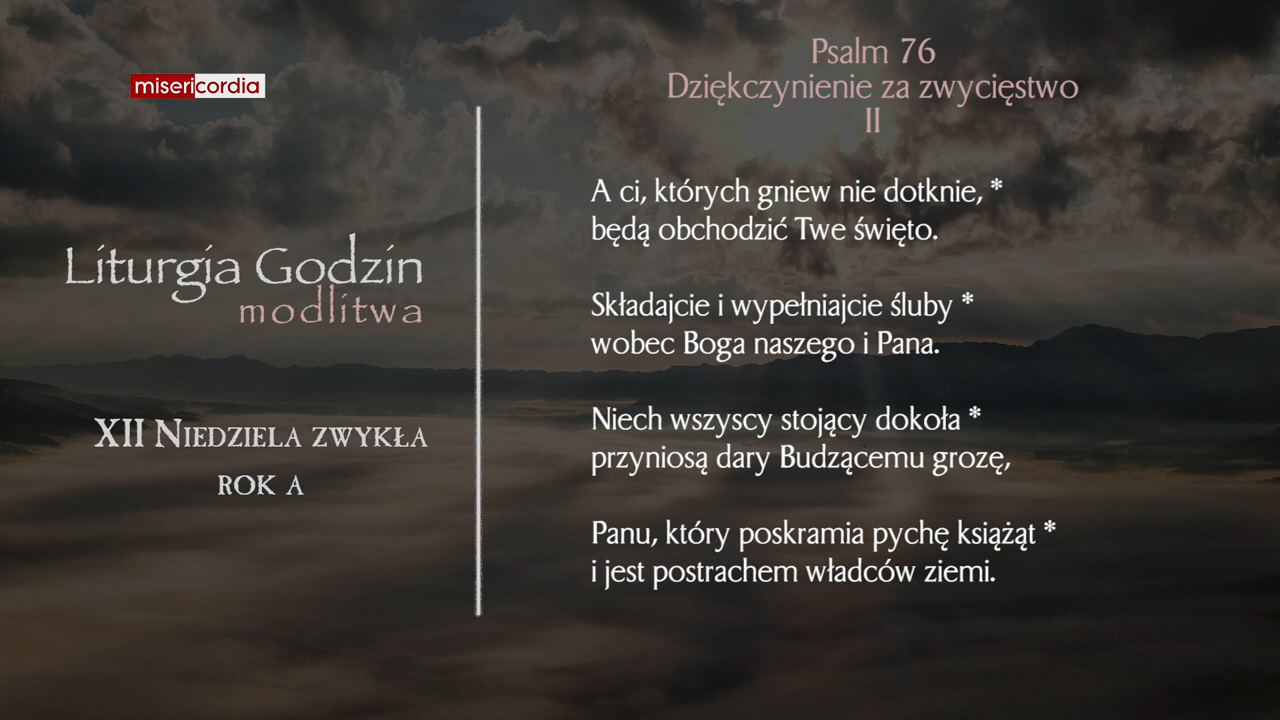 misericordia
Liturgia Godzin
modlitwa
XII Niedziela zwykła
rok A
Psalm 76
Dziękczynienie za zwycięstwo
II
A ci, których gniew nie dotknie, *
będą obchodzić Twe święto.
Składajcie i wypełniajcie śluby *
wobec Boga naszego i Pana.
Niech wszyscy stojący dokoła *
przyniosą dary Budzącemu grozę,
Panu, który poskramia pychę książąt *
i jest postrachem władców ziemi.